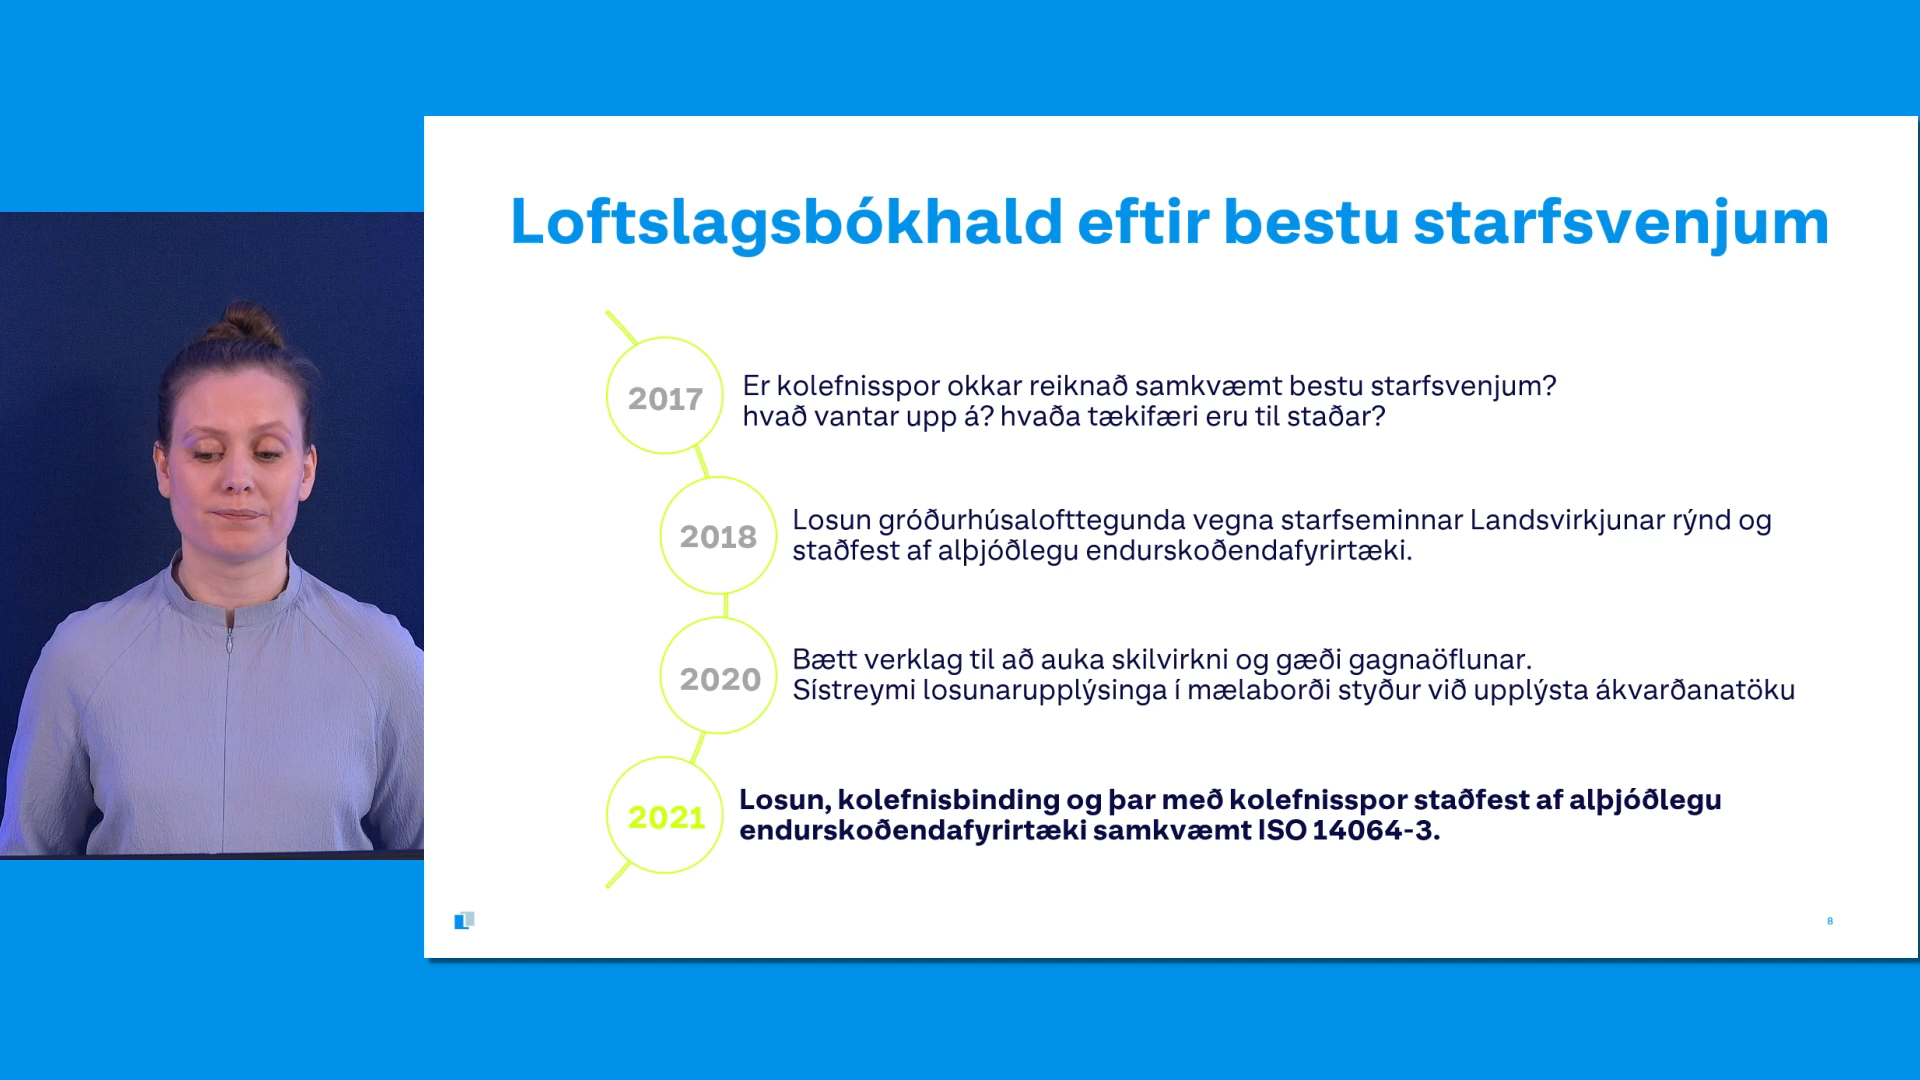 Loftslagsbókhald eftir bestu starfsvenjum
2017
Er kolefnisspor okkar reiknað samkvæmt bestu starfsvenjum?
hvað vantar upp á? hvaða tækifæri eru til staðar?
2018
Losun gróðurhúsalofttegunda vegna starfseminnar Landsvirkjunar rýnd og
staðfest af alþjóðlegu endurskoðendafyrirtæki.
2020
Bætt verklag til að auka skilvirkni og gæði gagnaöflunar.
Sístreymi losunarupplýsinga í mælaborði styður við upplýsta ákvarðanatöku
2021
Losun, kolefnisbinding og þar með kolefnisspor staðfest af alþjóðlegu
endurskoðendafyrirtæki samkvæmt ISO 14064-3.
8